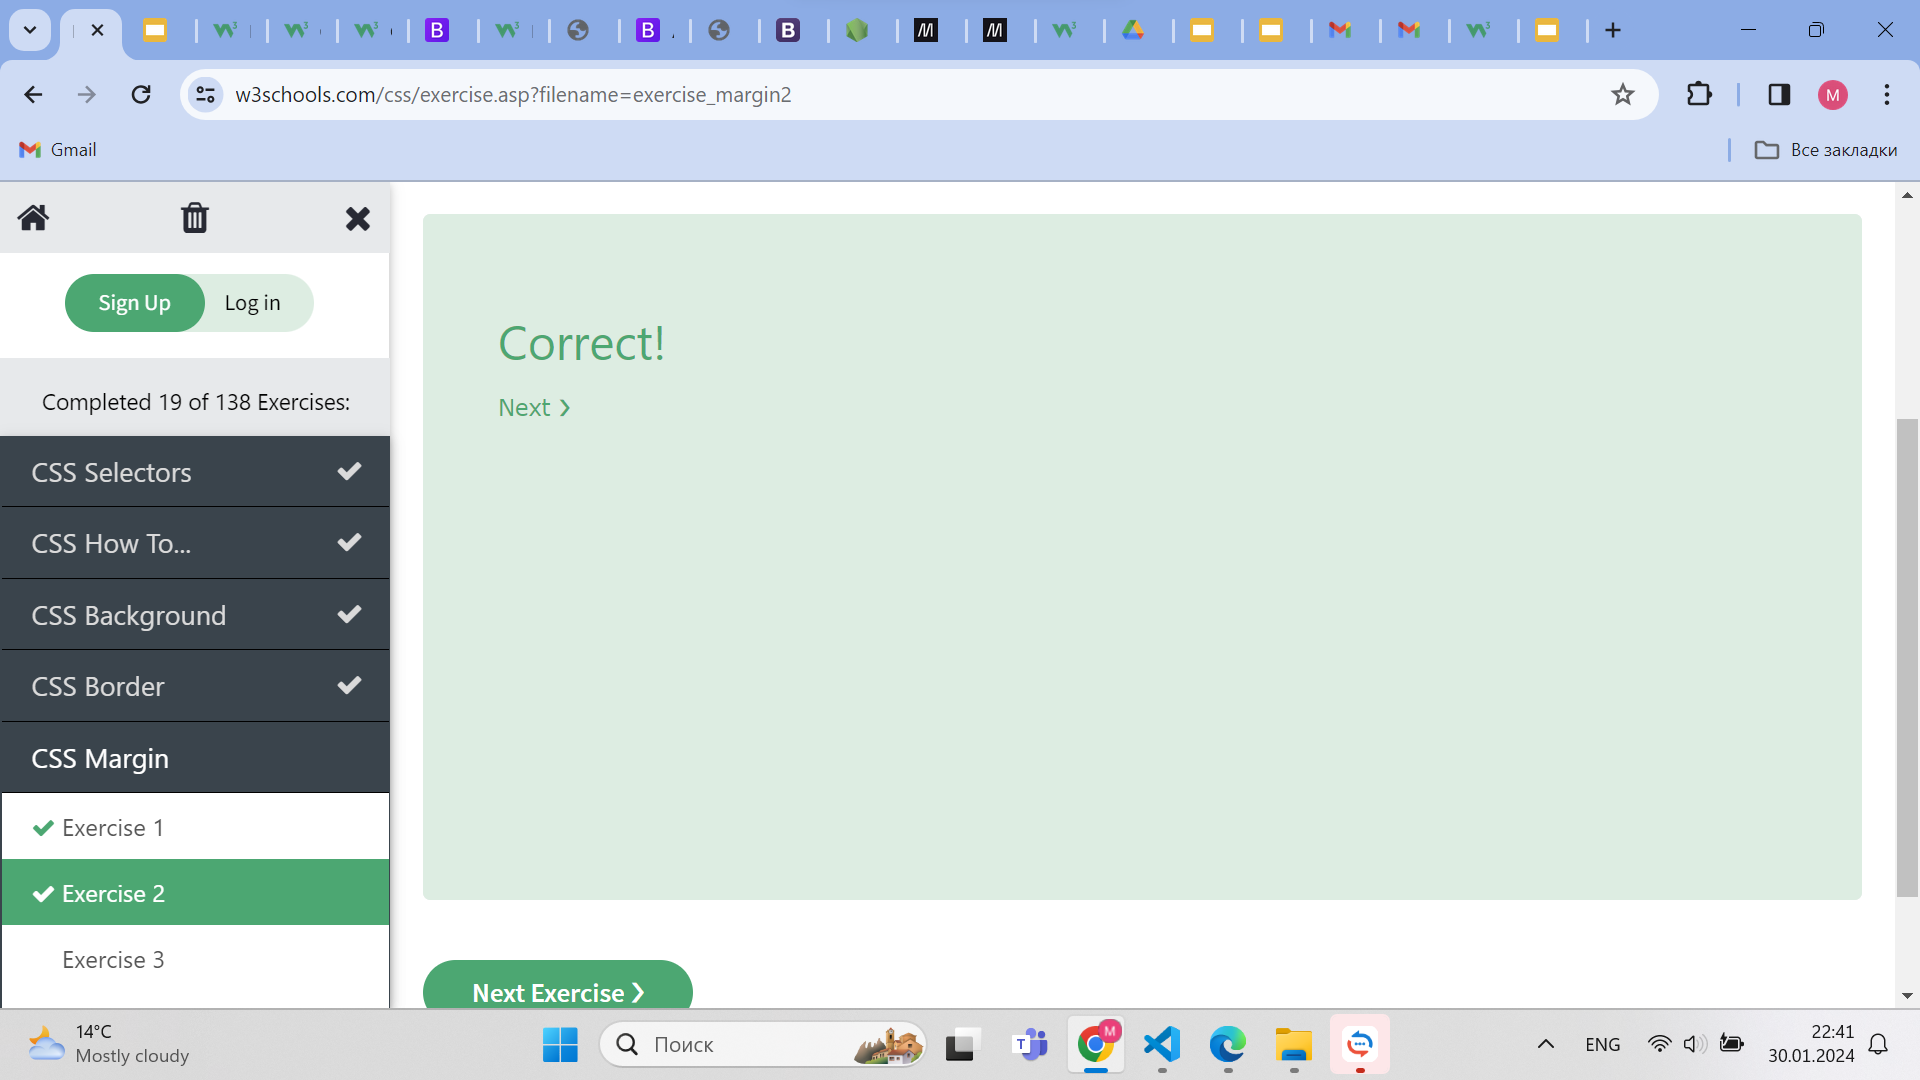 w3schools.com/css/exercise.asp?filename=exercise_margin2
M
Gmail
Все закладки
Sign Up
Log in
Completed 19 of 138 Exercises:
CSS Selectors
CSS How To...
CSS Background
CSS Border
CSS Margin
Exercise 1
Exercise 2
Exercise 3
Correct!
Next ❯
Next Exercise ❯
14°C
Mostly cloudy
Поиск
M
ENG
22:41
30.01.2024